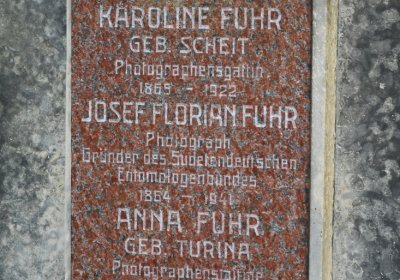 KAROLINE FUHR
GEB. SCHEIT
Photographensgattin
1865 - 1922
JOSEF FLORIAN FUHR
Photograph
Gründer des Sudetendeutschen
Entomologenbundes
1864 - 1941
ANNA FUHR
GEB. TURINA
Photographensgattin